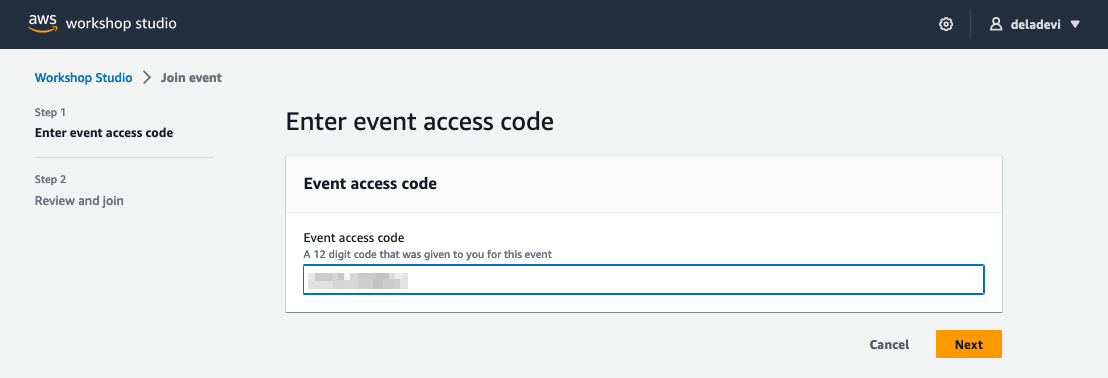 aws workshop studio
deladevi
Workshop Studio > Join event
Step 1
Enter event access code
Step 2
Review and join
Enter event access code
Event access code
Event access code
A 12 digit code that was given to you for this event
Cancel
Next